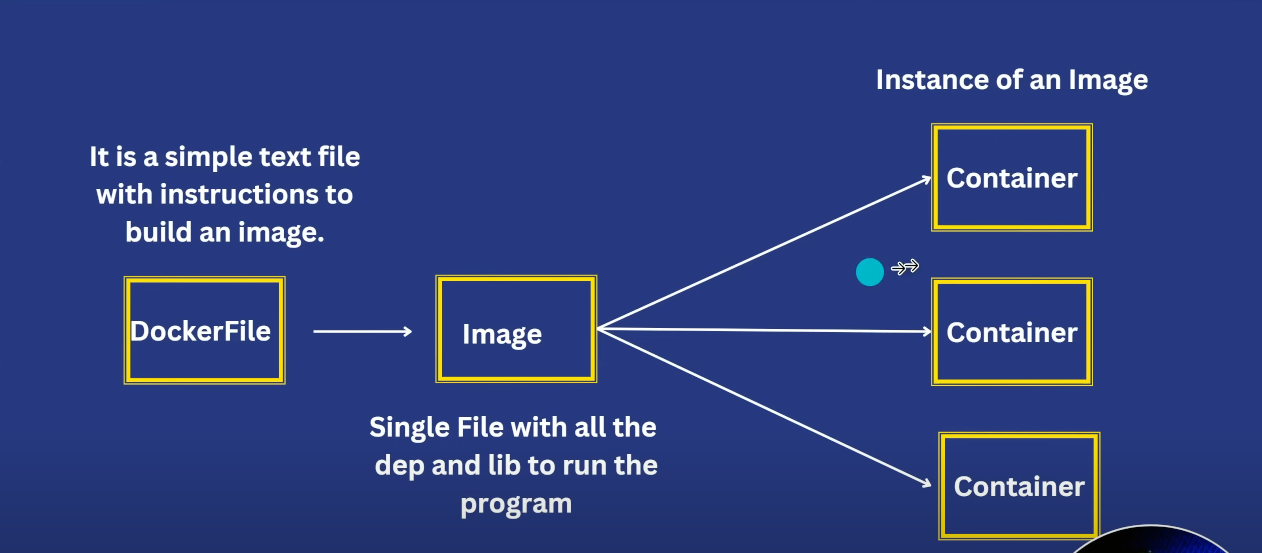 Instance of an Image
It is a simple text file
with instructions to
build an image.
DockerFile
Image
Single File with all the
dep and lib to run the
program
Container
Container
Container